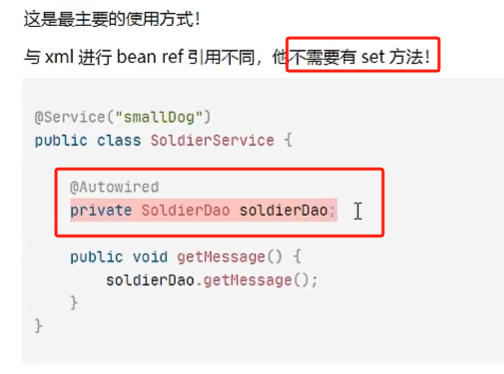 这是最主要的使用方式！
与 xml 进行 bean ref 引用不同，他不需要有 set 方法！
@Service("smallDog")
public class SoldierService {
@Autowired
private SoldierDao soldierDao;
public void getMessage() {
soldierDao.getMessage();
}
}